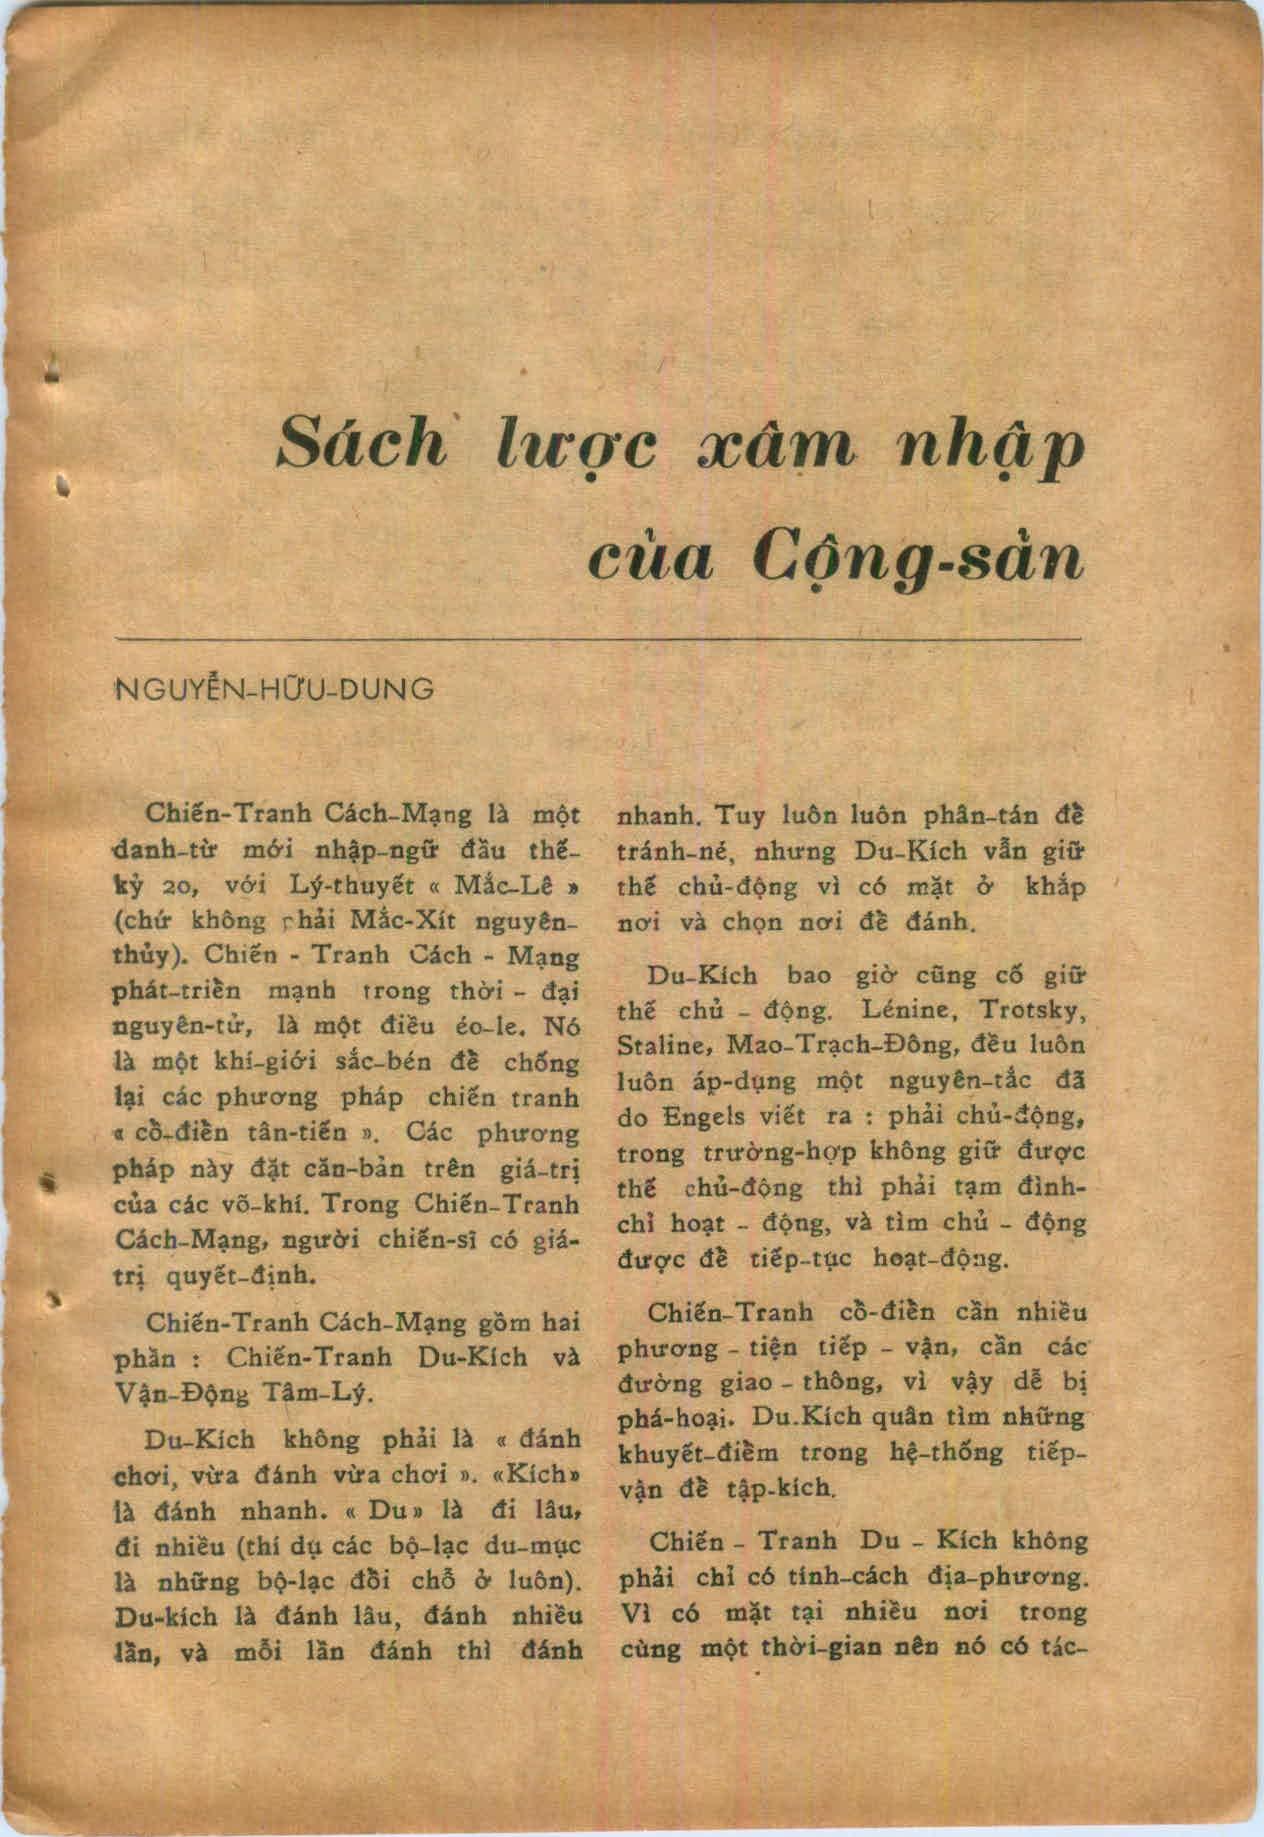 Sách lược xâm nhập
của Cộng-sản
NGUYỄN-HỮU-DUNG
Chiến-Tranh Cách-Mạng là một
danh-từ mới nhập-ngữ đầu thế-
kỷ 20, với Lý-thuyết « Mắc-Lê »
(chứ không phải Mắc-Xít nguyên-
thủy). Chiến - Tranh Cách - Mạng
phát-triển mạnh trong thời - đại
nguyên-tử, là một điều éo-le. Nó
là một khí-giới sắc-bén để chống
lại các phương pháp chiến tranh
« cổ-điển tân-tiến ». Các phương
pháp này đặt căn-bản trên giá-trị
của các võ-khí. Trong Chiến-Tranh
Cách-Mạng, người chiến-sĩ có giá-
trị quyết-định.
Chiến-Tranh Cách-Mạng gồm hai
phần : Chiến-Tranh Du-Kích và
Vận-Động Tâm-Lý.
Du-Kích không phải là « đánh
chơi, vừa đánh vừa chơi ». «Kích»
là đánh nhanh. « Du» là đi lâu,
đi nhiều (thí dụ các bộ-lạc du-mục
là những bộ-lạc đổi chỗ ở luôn).
Du-kích là đánh lâu, đánh nhiều
lần, và mỗi lần đánh thì đánh
nhanh. Tuy luôn luôn phân-tán để
tránh-né, nhưng Du-Kích vẫn giữ
thế chủ-động vì có mặt ở khắp
nơi và chọn nơi để đánh.
Du-Kích bao giờ cũng cố giữ
thế chủ - động. Lénine, Trotsky,
Staline, Mao-Trạch-Đông, đều luôn
luôn áp-dụng một nguyên-tắc đã
do Engels viết ra : phải chủ-động,
trong trường-hợp không giữ được
thế chủ-động thì phải tạm đình-
chỉ hoạt - động, và tìm chủ - động
được để tiếp-tục hoạt-động.
Chiến-Tranh cổ-điển cần nhiều
phương - tiện tiếp - vận, cần các
đường giao - thông, vì vậy dễ bị
phá-hoại. Du.Kích quân tìm những
khuyết-điểm trong hệ-thống tiếp-
vận để tập-kích.
Chiến - Tranh Du - Kích không
phải chỉ có tính-cách địa-phương.
Vì có mặt tại nhiều nơi trong
cùng một thời-gian nên nó có tác-